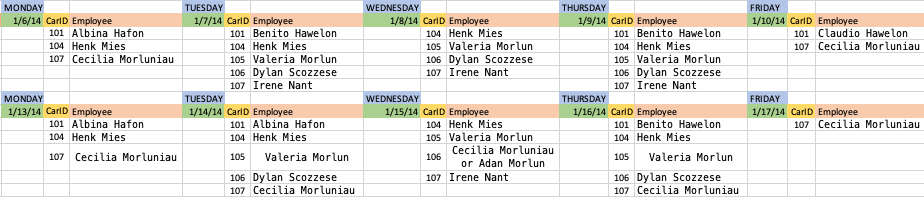 MONDAY TUESDAY WEDNESDAY THURSDAY FRIDAY
1/6/14 CarID Employee 1/7/14 CarID Employee 1/8/14 CarID Employee 1/9/14 CarID Employee 1/10/14 CarID Employee
101 Albina Hafon 101 Benito Hawelon 104 Henk Mies 101 Benito Hawelon 101 Claudio Hawelon
104 Henk Mies 104 Henk Mies 105 Valeria Morlun 104 Henk Mies 107 Cecilia Morluniau
107 Cecilia Morluniau 105 Valeria Morlun 106 Dylan Scozzese 105 Valeria Morlun
106 Dylan Scozzese 107 Irene Nant 106 Dylan Scozzese
107 Irene Nant 107 Irene Nant
MONDAY TUESDAY WEDNESDAY THURSDAY FRIDAY
1/13/14 CarID Employee 1/14/14 CarID Employee 1/15/14 CarID Employee 1/16/14 CarID Employee 1/17/14 CarID Employee
101 Albina Hafon 101 Albina Hafon 104 Henk Mies 101 Benito Hawelon 107 Cecilia Morluniau
104 Henk Mies 104 Henk Mies 105 Valeria Morlun 104 Henk Mies
107 Cecilia Morluniau 105 Valeria Morlun 106 Cecilia Morluniau or Adan Morlun 105 Valeria Morlun
106 Dylan Scozzese 107 Irene Nant 106 Dylan Scozzese
107 Cecilia Morluniau 107 Cecilia Morluniau